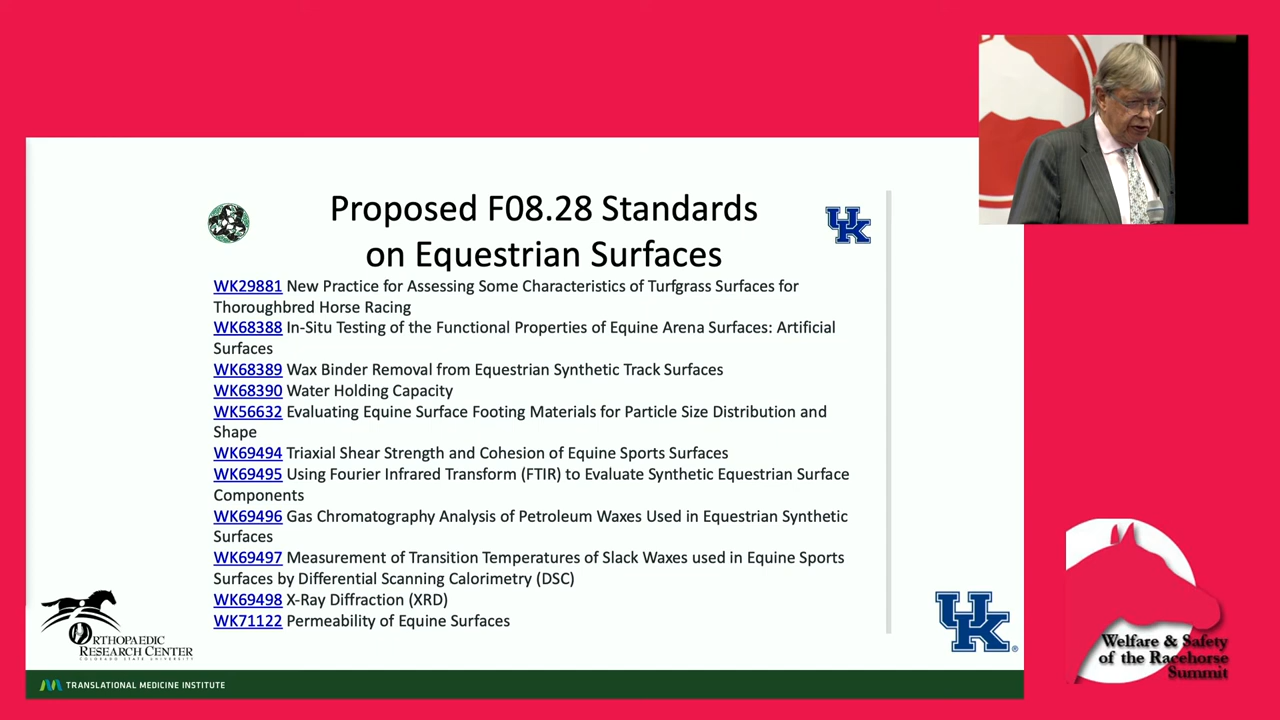 Proposed F08.28 Standards
on Equestrian Surfaces
UK
WK29881 New Practice for Assessing Some Characteristics of Turfgrass Surfaces for
Thoroughbred Horse Racing
WK68388 In-Situ Testing of the Functional Properties of Equine Arena Surfaces: Artificial
Surfaces
WK68389 Wax Binder Removal from Equestrian Synthetic Track Surfaces
WK68390 Water Holding Capacity
WK56632 Evaluating Equine Surface Footing Materials for Particle Size Distribution and
Shape
WK69494 Triaxial Shear Strength and Cohesion of Equine Sports Surfaces
WK69495 Using Fourier Infrared Transform (FTIR) to Evaluate Synthetic Equestrian Surface
Components
WK69496 Gas Chromatography Analysis of Petroleum Waxes Used in Equestrian Synthetic
Surfaces
WK69497 Measurement of Transition Temperatures of Slack Waxes used in Equine Sports
Surfaces by Differential Scanning Calorimetry (DSC)
WK69498 X-Ray Diffraction (XRD)
WK71122 Permeability of Equine Surfaces
ORTHOPAEDIC
RESEARCH CENTER
COLORADO STATE UNIVERSITY
UK®
TRANSLATIONAL MEDICINE INSTITUTE
Welfare & Safety
of the Racehorse
Summit